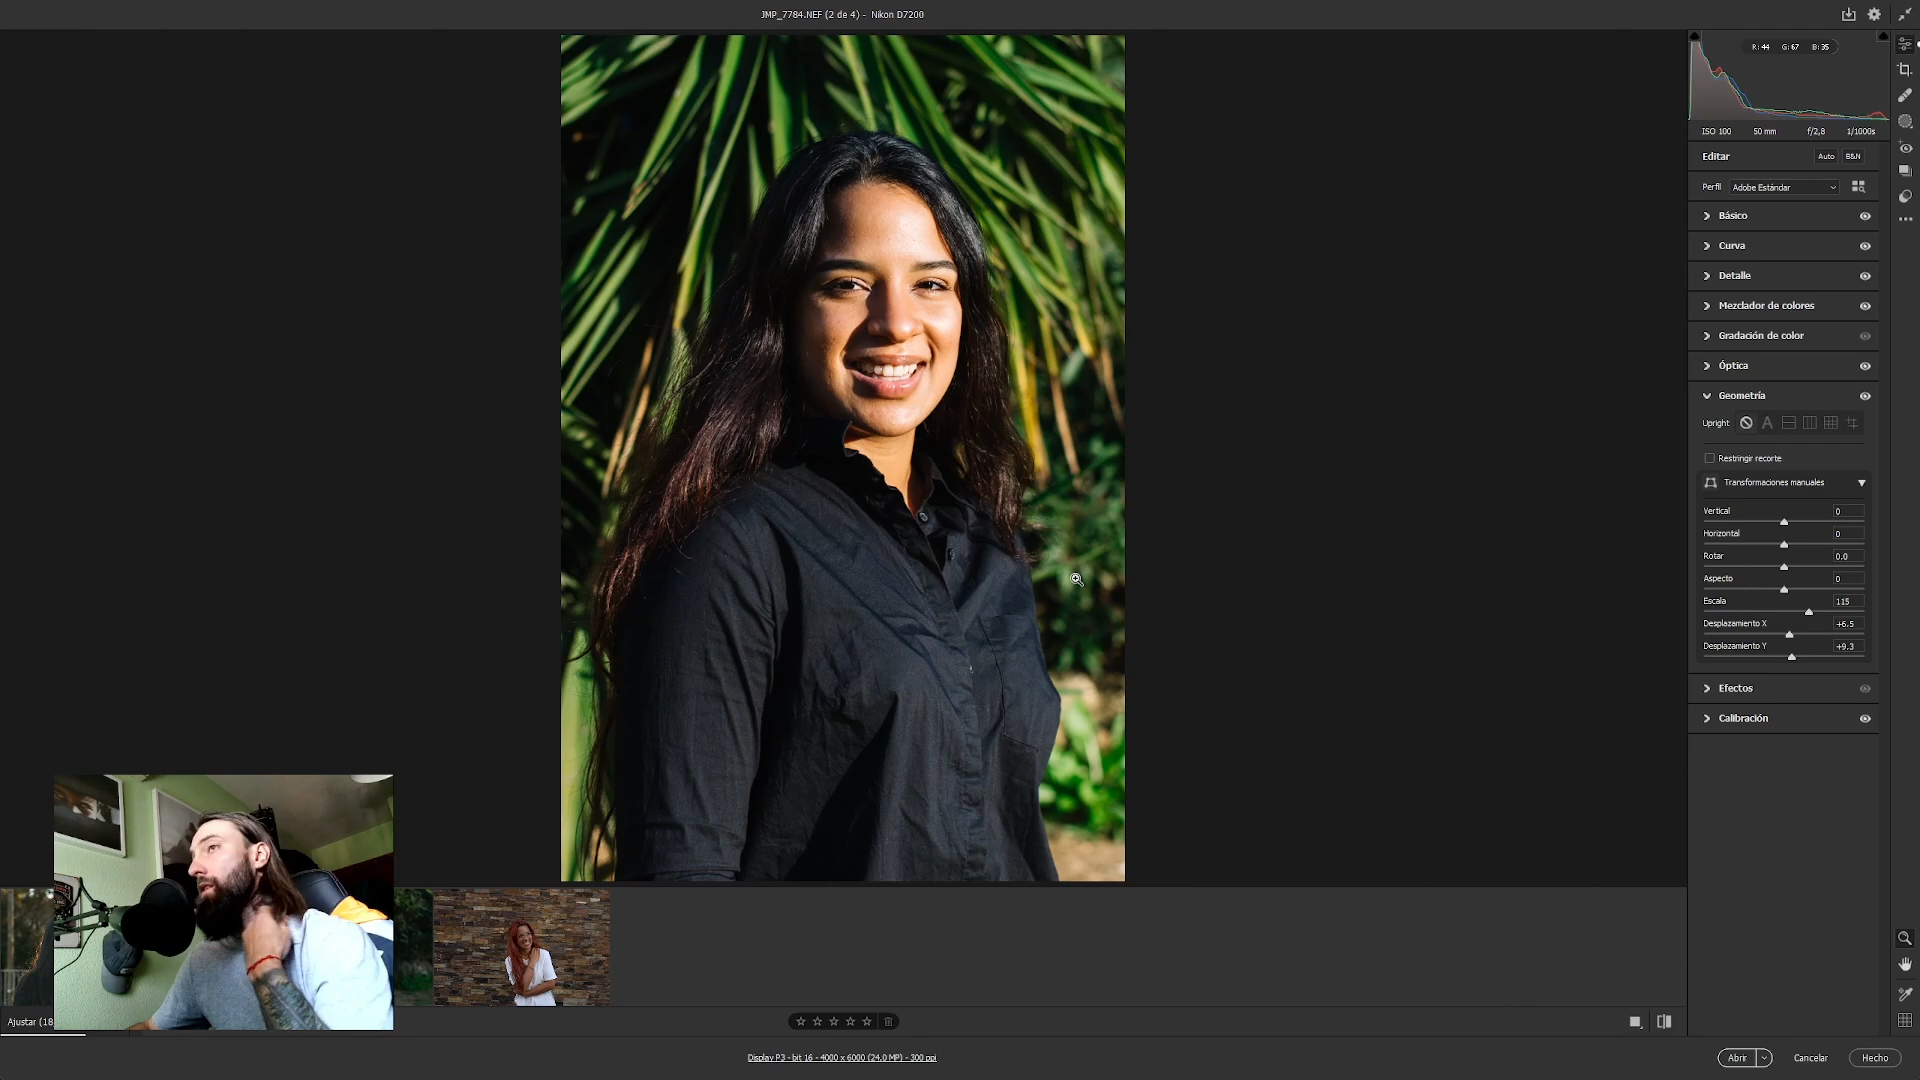 JMP_7784.NEF (2 de 4) - Nikon D7200
R: 44 G: 67 B: 35
ISO 100 50 mm f/2,8 1/1000s
Editar Auto B&N
Perfil Adobe Estándar
Básico
Curva
Detalle
Mezclador de colores
Gradación de color
Óptica
Geometría
Upright A
Restringir recorte
Transformaciones manuales
Vertical 0
Horizontal 0
Rotar 0.0
Aspecto 0
Escala 115
Desplazamiento X +6.5
Desplazamiento Y +9.3
Efectos
Calibración
Ajustar (18
Display P3 - bit 16 - 4000 x 6000 (24.0 MP) - 300 ppi
Abrir Cancelar Hecho